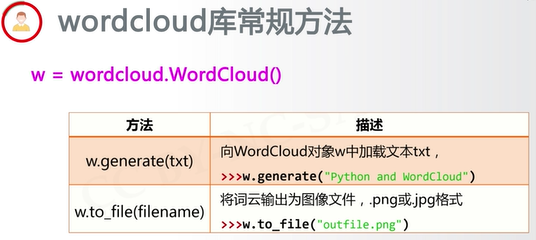 wordcloud库常规方法
w = wordcloud.WordCloud()
方法 描述
w.generate(txt) 向WordCloud对象w中加载文本txt，
>>>w.generate("Python and WordCloud")
w.to_file(filename) 将词云输出为图像文件，.png或.jpg格式
>>>w.to_file("outfile.png")